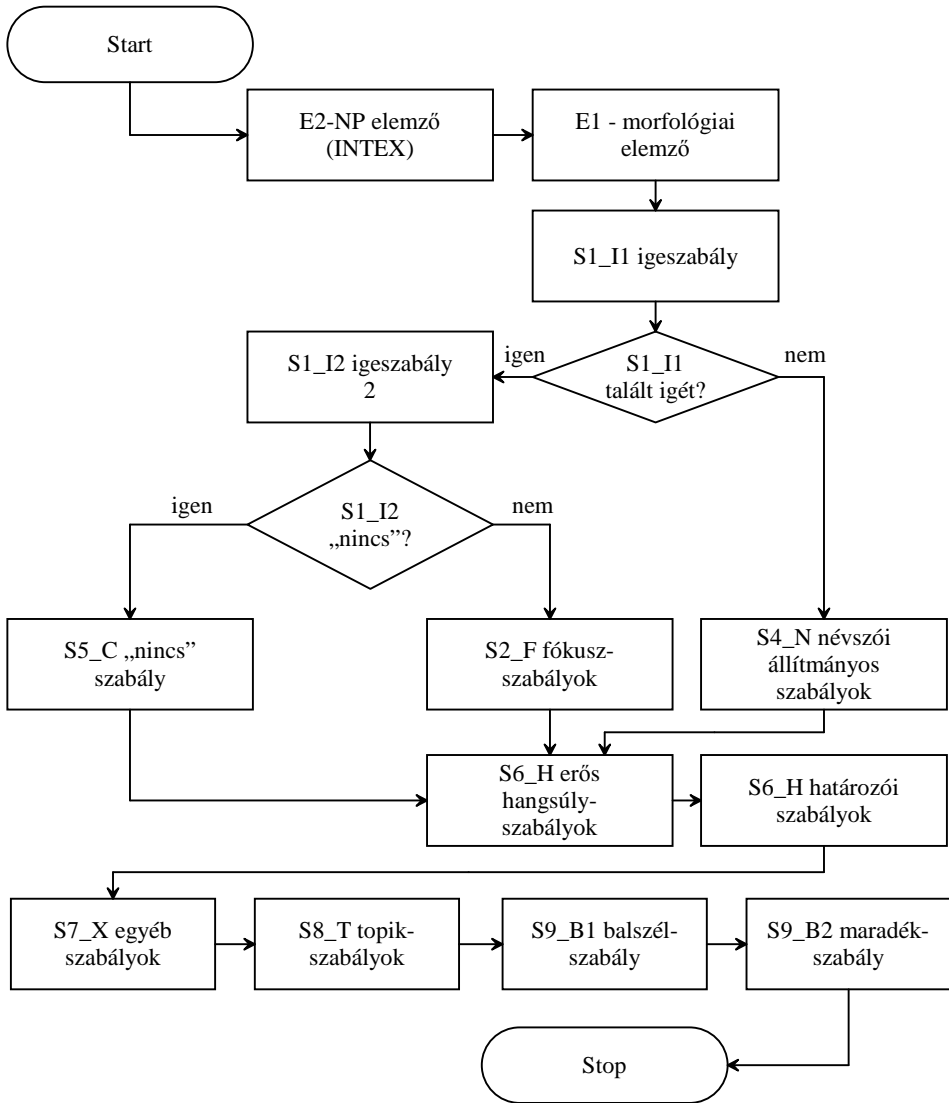 Start
E2-NP elemző
(INTEX)
E1 - morfológiai
elemző
S1_I1 igeszabály
S1_I1
talált igét?
igen
nem
S1_I2 igeszabály
2
S1_I2
„nincs”?
igen
nem
S5_C „nincs”
szabály
S2_F fókusz-
szabályok
S4_N névszói
állítmányos
szabályok
S6_H erős
hangsúly-
szabályok
S6_H határozói
szabályok
S7_X egyéb
szabályok
S8_T topik-
szabályok
S9_B1 balszél-
szabály
S9_B2 maradék-
szabály
Stop